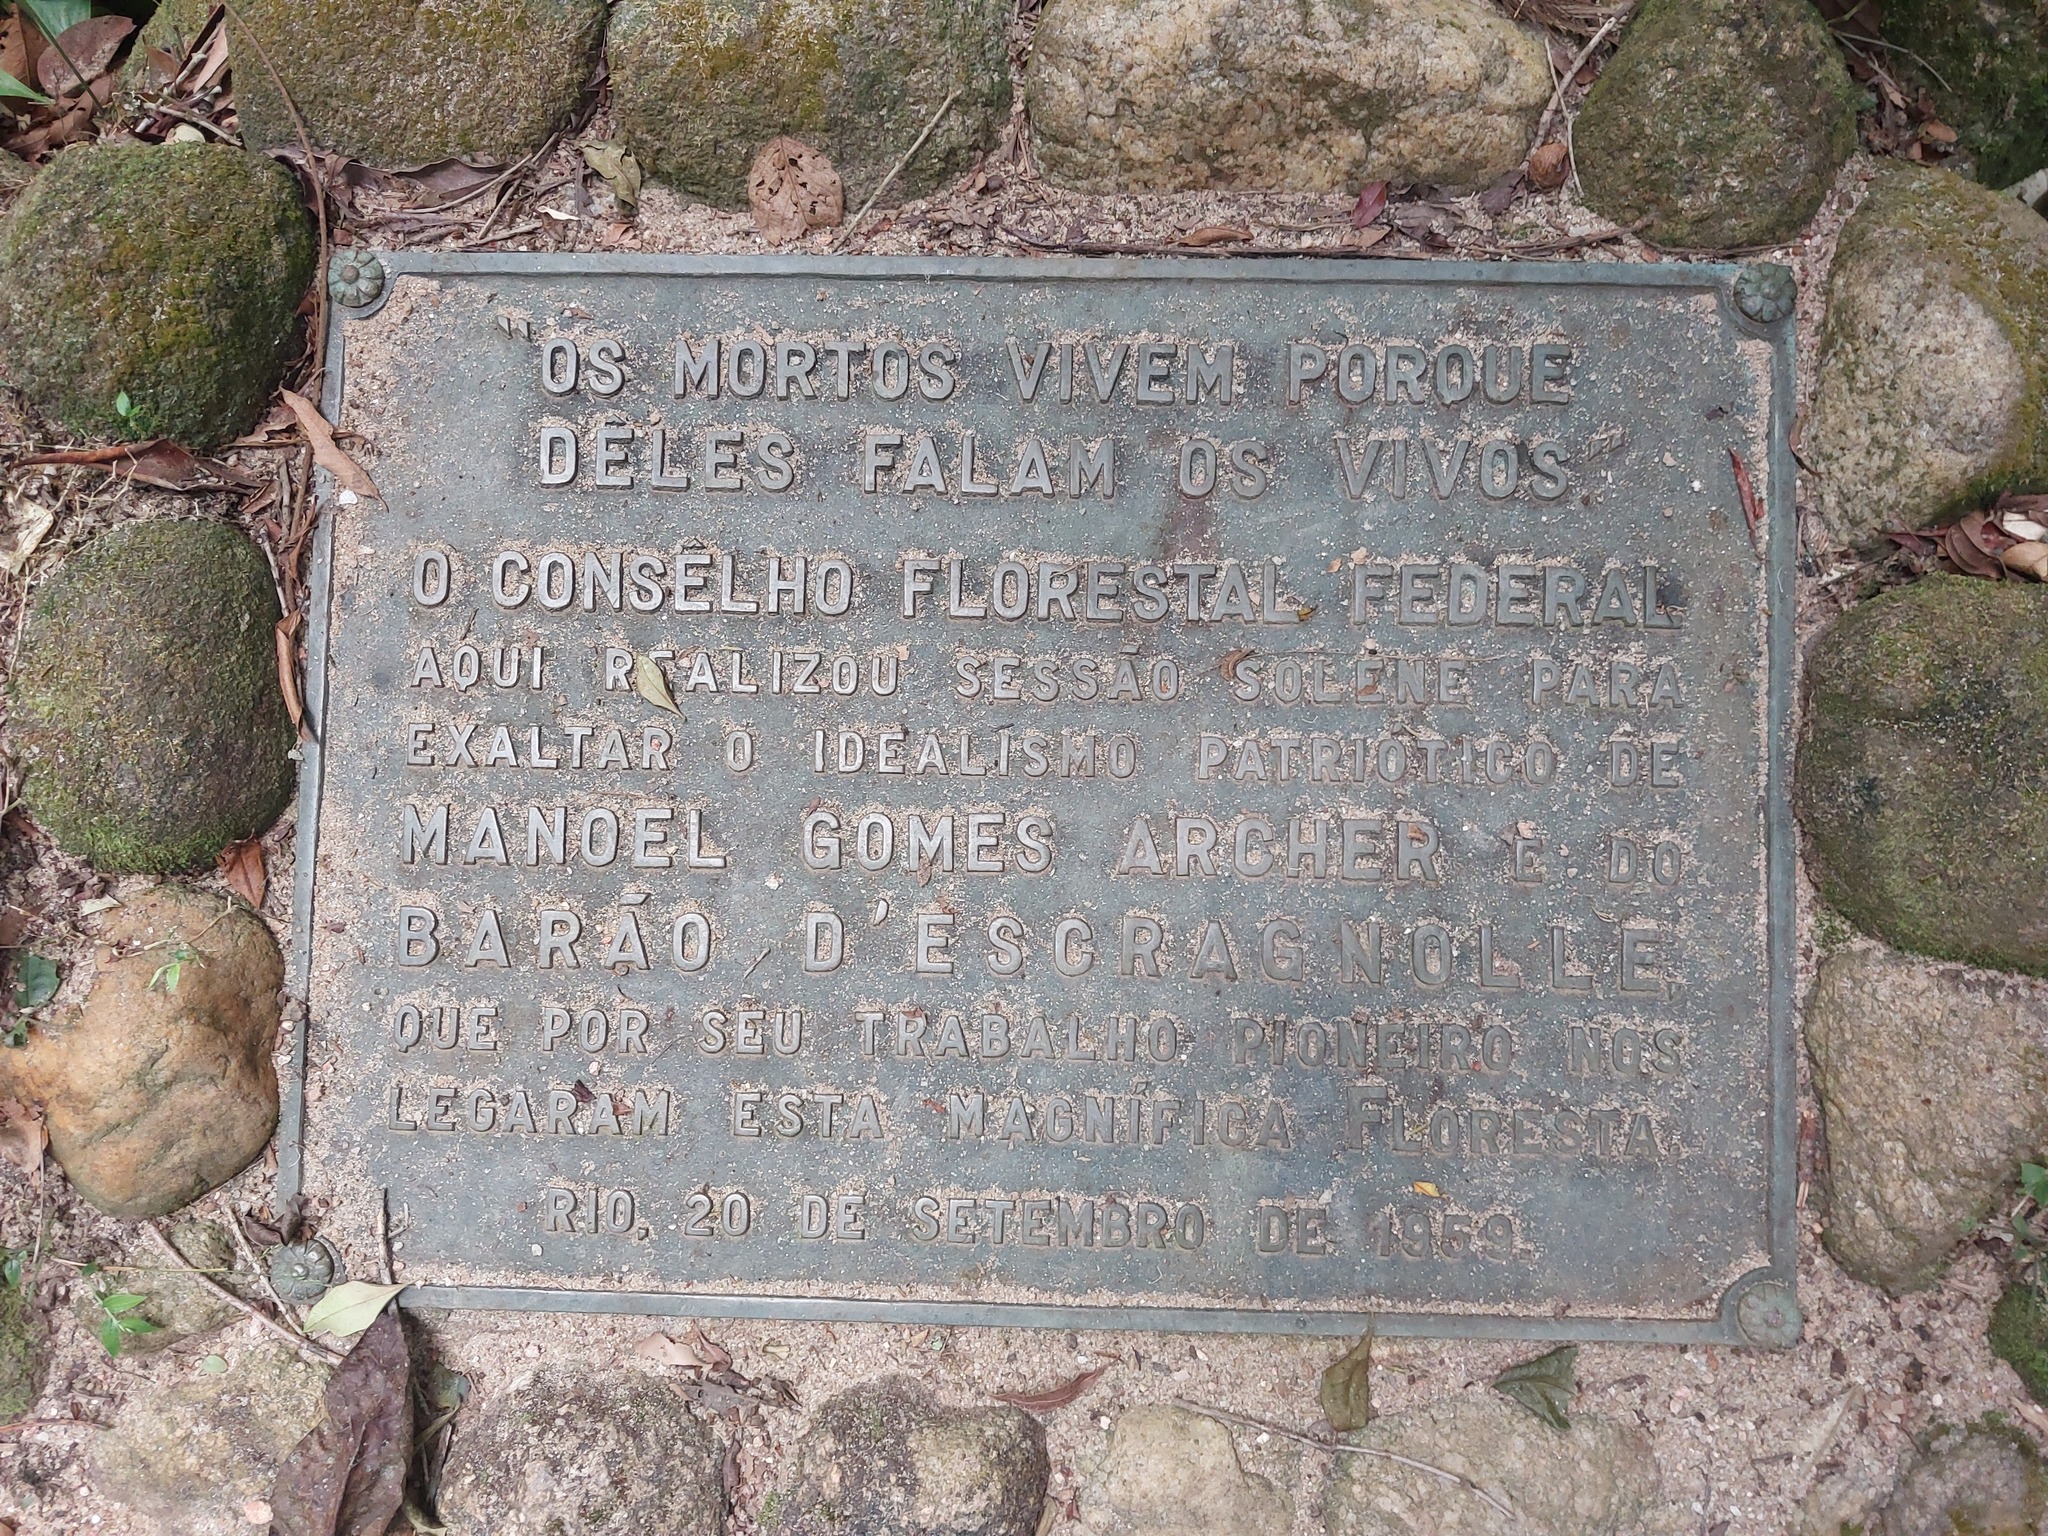 "OS MORTOS VIVEM PORQUE
DÊLES FALAM OS VIVOS"
O CONSÊLHO FLORESTAL FEDERAL
AQUI REALIZOU SESSÃO SOLENE PARA
EXALTAR O IDEALISMO PATRIÓTICO DE
MANOEL GOMES ARCHER E DO
BARÃO D'ESCRAGNOLLE,
QUE POR SEU TRABALHO PIONEIRO NOS
LEGARAM ESTA MAGNÍFICA FLORESTA.
RIO, 20 DE SETEMBRO DE 1959.